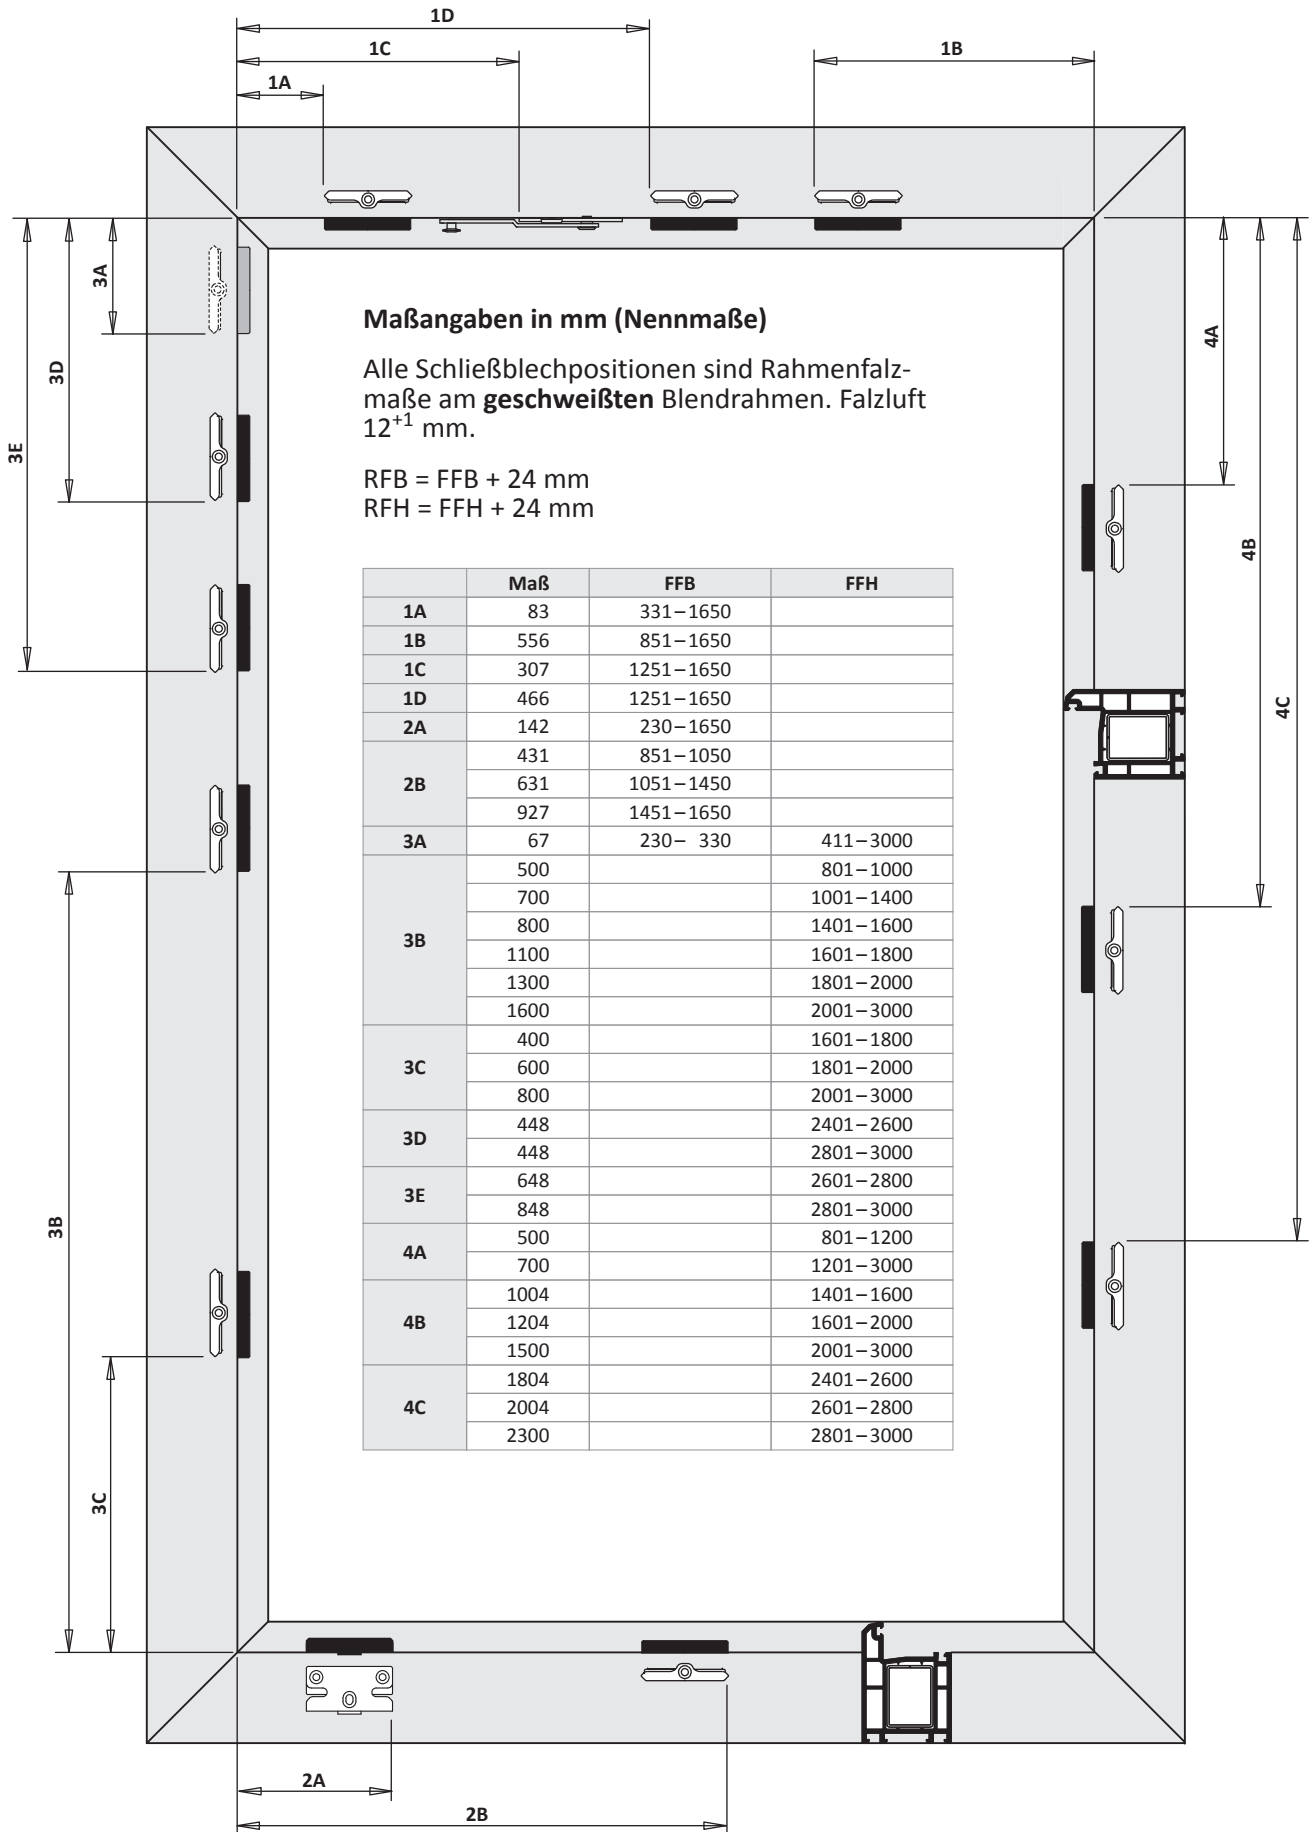 1D
1C
1B
1A
3A
3D
3E
4A
4B
4C
Maßangaben in mm (Nennmaße)
Alle Schließblechpositionen sind Rahmenfalz-
maße am geschweißten Blendrahmen. Falzluft
12+1 mm.
RFB = FFB + 24 mm
RFH = FFH + 24 mm
Maß FFB FFH
1A 83 331–1650
1B 556 851–1650
1C 307 1251–1650
1D 466 1251–1650
2A 142 230–1650
2B 431 851–1050
631 1051–1450
927 1451–1650
3A 67 230– 330 411–3000
3B 500 801–1000
700 1001–1400
800 1401–1600
1100 1601–1800
1300 1801–2000
1600 2001–3000
3C 400 1601–1800
600 1801–2000
800 2001–3000
3D 448 2401–2600
448 2801–3000
3E 648 2601–2800
848 2801–3000
4A 500 801–1200
700 1201–3000
4B 1004 1401–1600
1204 1601–2000
1500 2001–3000
4C 1804 2401–2600
2004 2601–2800
2300 2801–3000
3B
3C
2A
2B